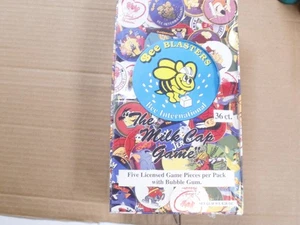 Bee BLASTERS
Bee International
36 ct.
"The
Milk Cap
Game"
Five Licensed Game Pieces per Pack
with Bubble Gum.